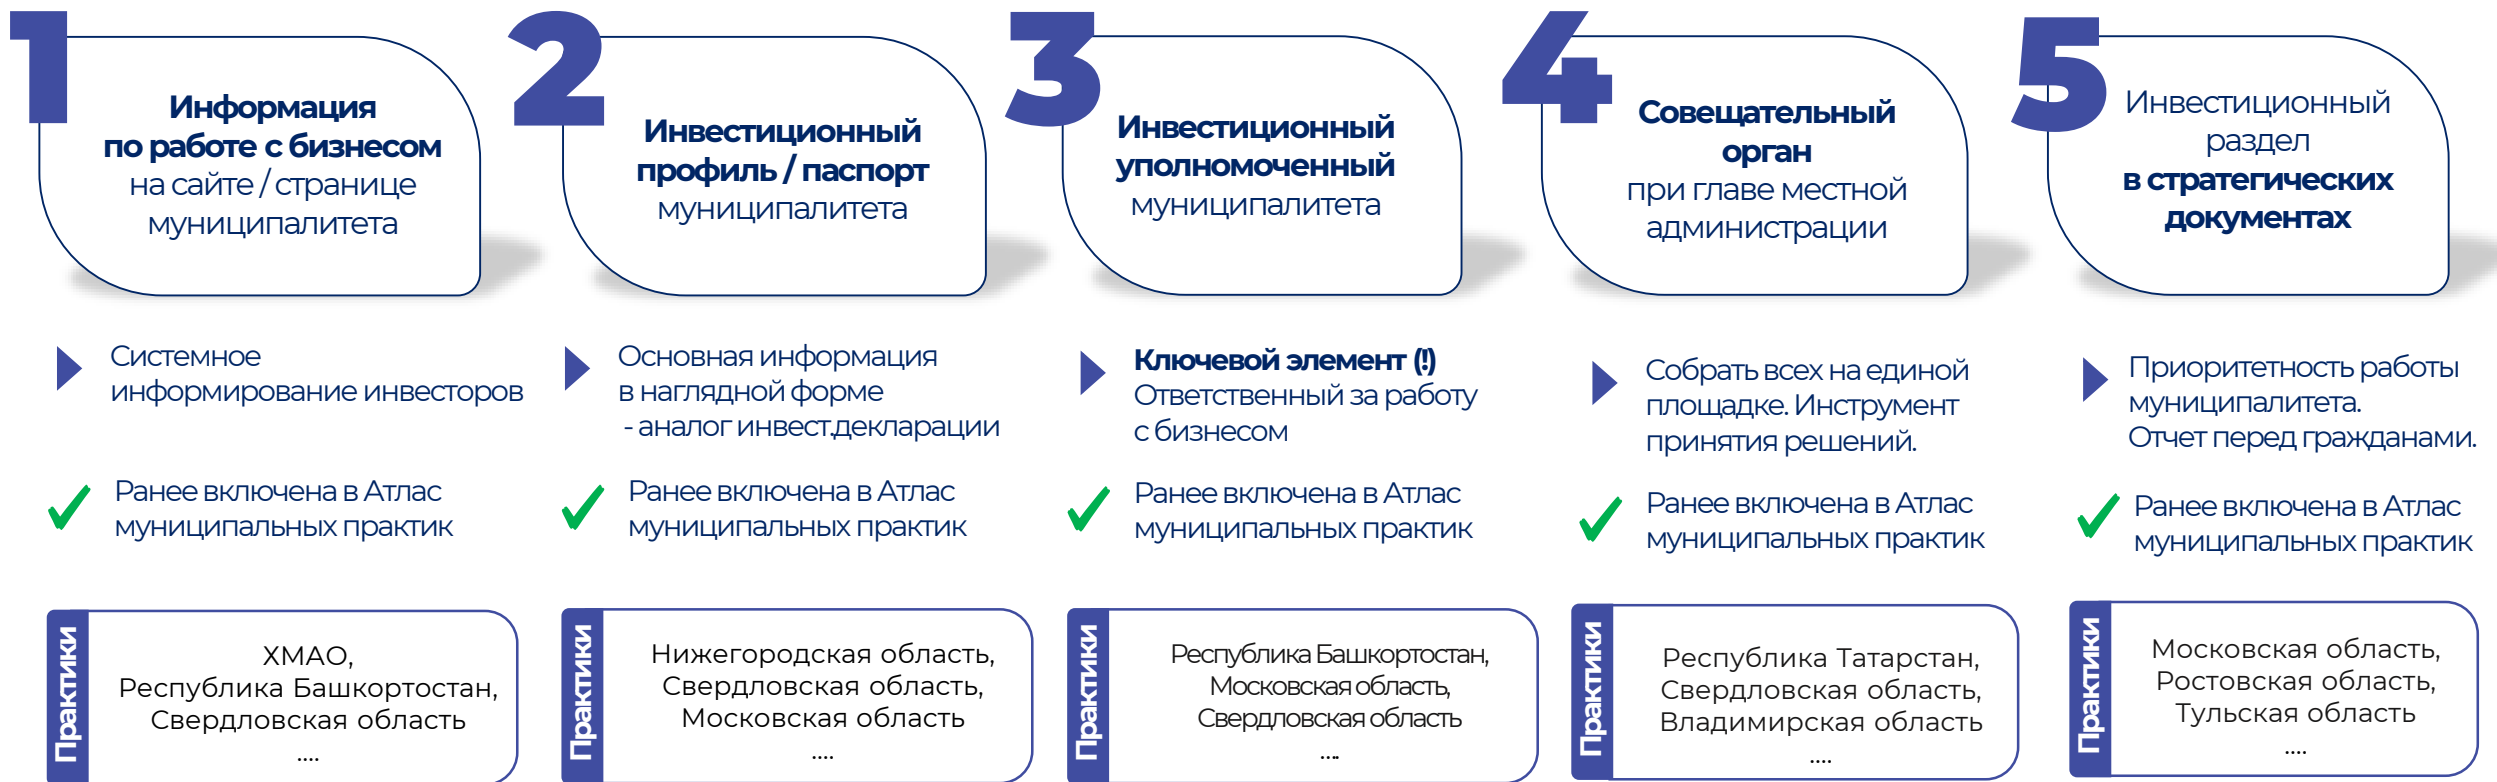 1
Информация
по работе с бизнесом
на сайте / странице
муниципалитета
Системное
информирование инвесторов
Ранее включена в Атлас
муниципальных практик
Практики
ХМАО,
Республика Башкортостан,
Свердловская область
....
2
Инвестиционный
профиль / паспорт
муниципалитета
Основная информация
в наглядной форме
- аналог инвест.декларации
Ранее включена в Атлас
муниципальных практик
Практики
Нижегородская область,
Свердловская область,
Московская область
....
3
Инвестиционный
уполномоченный
муниципалитета
Ключевой элемент (!)
Ответственный за работу
с бизнесом
Ранее включена в Атлас
муниципальных практик
Практики
Республика Башкортостан,
Московская область,
Свердловская область
....
4
Совещательный
орган
при главе местной
администрации
Собрать всех на единой
площадке. Инструмент
принятия решений.
Ранее включена в Атлас
муниципальных практик
Практики
Республика Татарстан,
Свердловская область,
Владимирская область
....
5
Инвестиционный
раздел
в стратегических
документах
Приоритетность работы
муниципалитета.
Отчет перед гражданами.
Ранее включена в Атлас
муниципальных практик
Практики
Московская область,
Ростовская область,
Тульская область
....